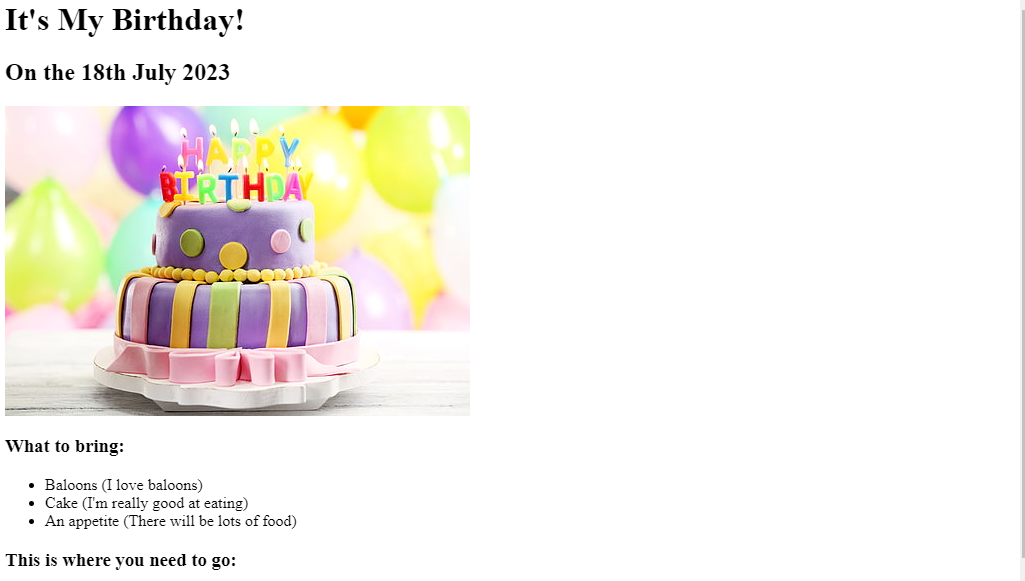 It's My Birthday!
On the 18th July 2023
HAPPY
BIRTHDAY
What to bring:
Baloons (I love baloons)
Cake (I'm really good at eating)
An appetite (There will be lots of food)
This is where you need to go: